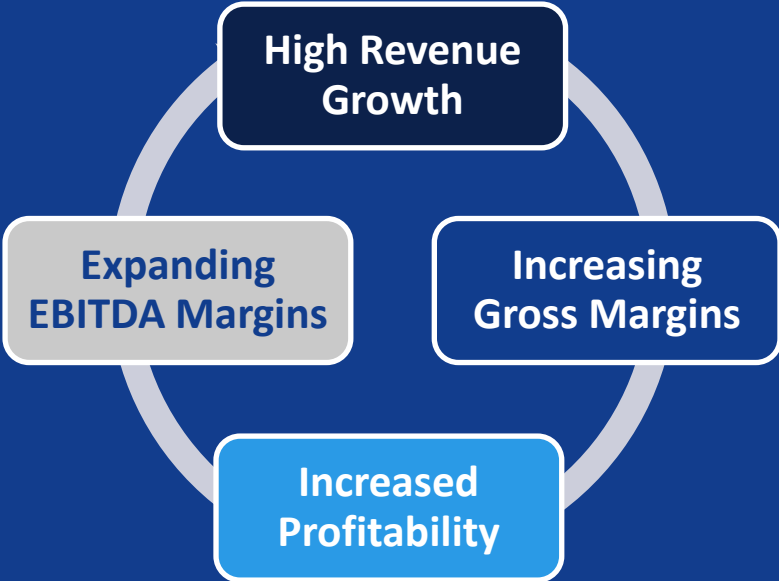 High Revenue
Growth
Expanding
EBITDA Margins
Increasing
Gross Margins
Increased
Profitability